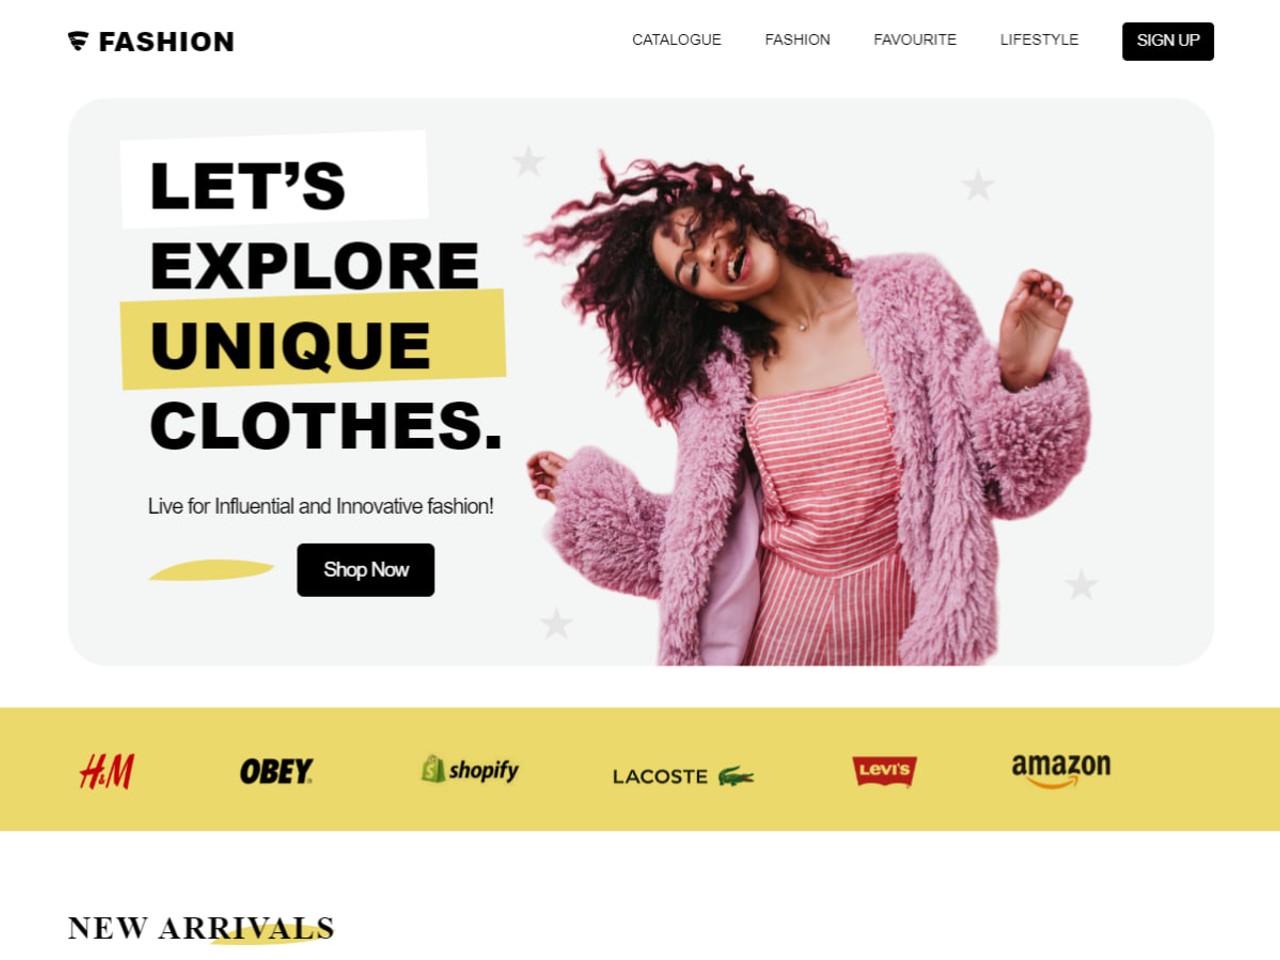 FASHION
CATALOGUE FASHION FAVOURITE LIFESTYLE SIGN UP
LET’S
EXPLORE
UNIQUE
CLOTHES.
Live for Influential and Innovative fashion!
Shop Now
H&M OBEY shopify LACOSTE Levi's amazon
NEW ARRIVALS